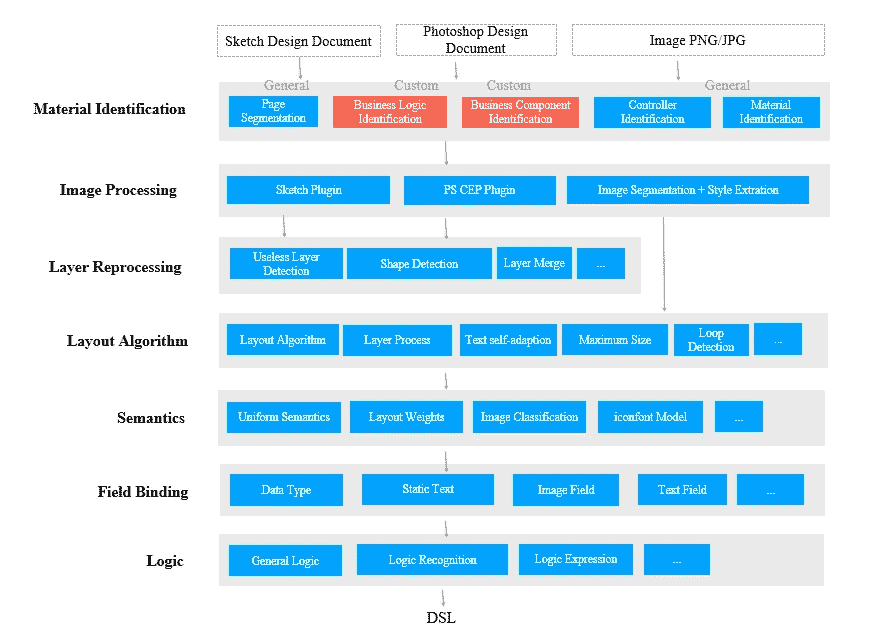 Sketch Design Document
Photoshop Design
Document
Image PNG/JPG
General
Custom
Custom
General
Material Identification
Page
Segmentation
Business Logic
Identification
Business Component
Identification
Controller
Identification
Material
Identification
Image Processing
Sketch Plugin
PS CEP Plugin
Image Segmentation + Style Extration
Layer Reprocessing
Useless Layer
Detection
Shape Detection
Layer Merge
...
Layout Algorithm
Layout Algorithm
Layer Process
Text self-adaption
Maximum Size
Loop
Detection
...
Semantics
Uniform Semantics
Layout Weights
Image Classification
iconfont Model
...
Field Binding
Data Type
Static Text
Image Field
Text Field
...
Logic
General Logic
Logic Recognition
Logic Expression
...
DSL